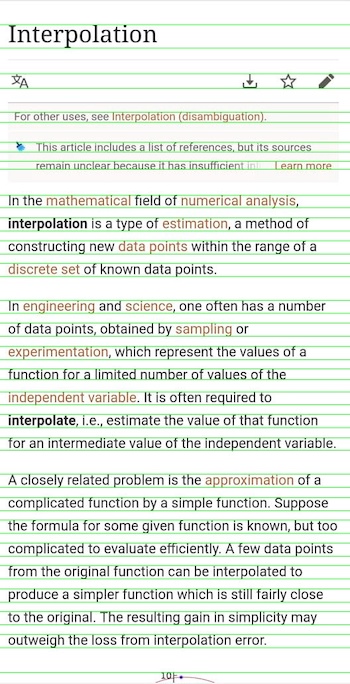 Interpolation
For other uses, see Interpolation (disambiguation).
This article includes a list of references, but its sources
remain unclear because it has insufficient Learn more
In the mathematical field of numerical analysis,
interpolation is a type of estimation, a method of
constructing new data points within the range of a
discrete set of known data points.
In engineering and science, one often has a number
of data points, obtained by sampling or
experimentation, which represent the values of a
function for a limited number of values of the
independent variable. It is often required to
interpolate, i.e., estimate the value of that function
for an intermediate value of the independent variable.
A closely related problem is the approximation of a
complicated function by a simple function. Suppose
the formula for some given function is known, but too
complicated to evaluate efficiently. A few data points
from the original function can be interpolated to
produce a simpler function which is still fairly close
to the original. The resulting gain in simplicity may
outweigh the loss from interpolation error.
10